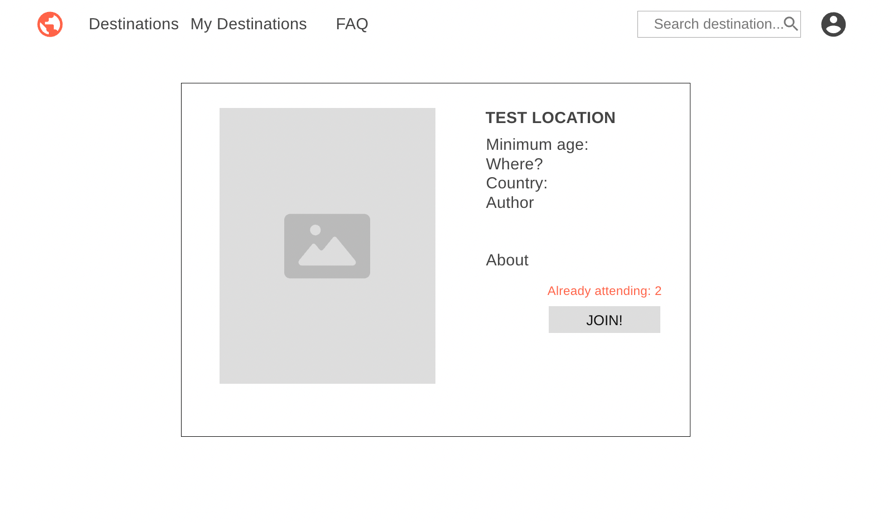 Destinations My Destinations FAQ Search destination...
TEST LOCATION
Minimum age:
Where?
Country:
Author
About
Already attending: 2
JOIN!